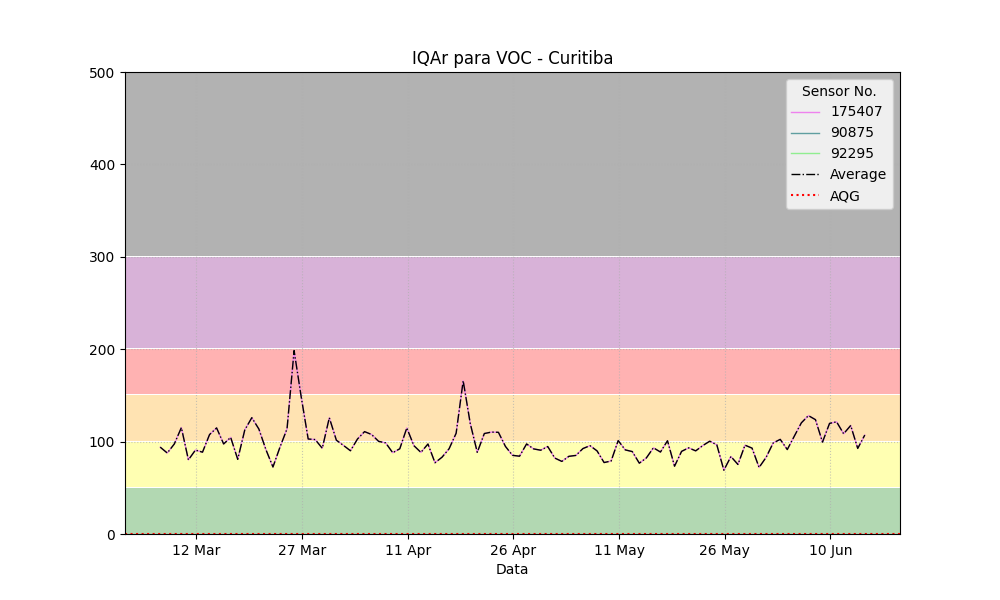 IQAr para VOC - Curitiba
500
400
300
200
100
0
Sensor No.
175407
90875
92295
Average
AQG
12 Mar
27 Mar
11 Apr
26 Apr
11 May
26 May
10 Jun
Data